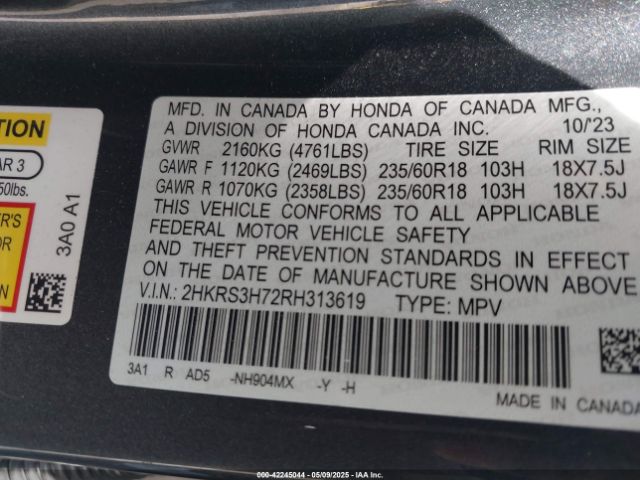 TION
AR 3
50lbs.
R'S
OR
3A0 A1
MFD. IN CANADA BY HONDA OF CANADA MFG.,
A DIVISION OF HONDA CANADA INC. 10/'23
GVWR 2160KG (4761LBS) TIRE SIZE RIM SIZE
GAWR F 1120KG (2469LBS) 235/60R18 103H 18X7.5J
GAWR R 1070KG (2358LBS) 235/60R18 103H 18X7.5J
THIS VEHICLE CONFORMS TO ALL APPLICABLE
FEDERAL MOTOR VEHICLE SAFETY
AND THEFT PREVENTION STANDARDS IN EFFECT
ON THE DATE OF MANUFACTURE SHOWN ABOVE.
V.I.N.: 2HKRS3H72RH313619 TYPE: MPV
3A1 R AD5 -NH904MX -Y -H
MADE IN CANADA
000-42245044 - 05/09/2025 - IAA, Inc.